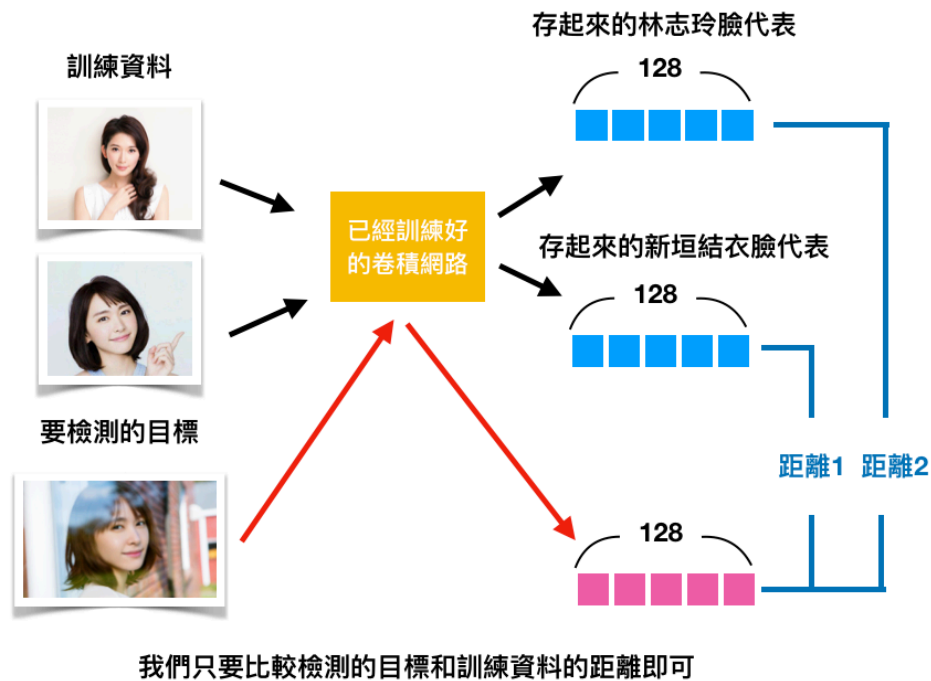 存起來的林志玲臉代表
訓練資料
128
已經訓練好
的卷積網路
存起來的新垣結衣臉代表
128
要檢測的目標
距離1 距離2
128
我們只要比較檢測的目標和訓練資料的距離即可